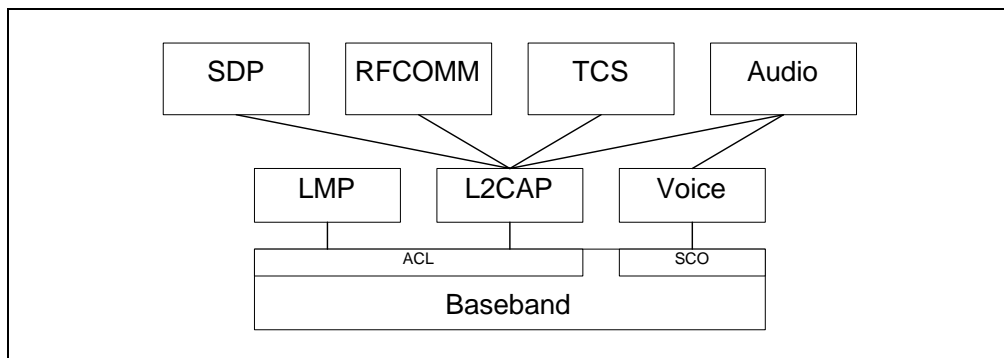 SDP
RFCOMM
TCS
Audio
LMP
L2CAP
Voice
ACL
SCO
Baseband